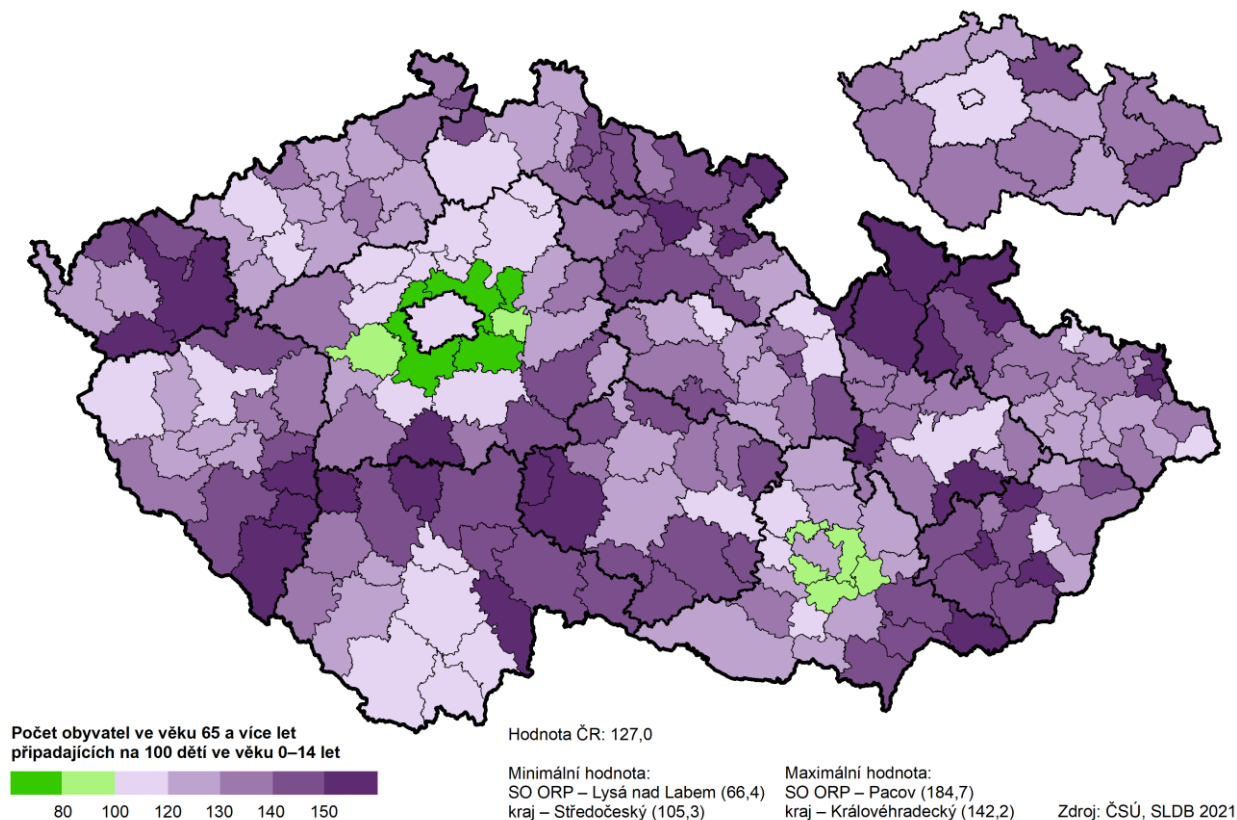 Počet obyvatel ve věku 65 a více let
připadajících na 100 dětí ve věku 0–14 let
80 100 120 130 140 150
Hodnota ČR: 127,0
Minimální hodnota:
SO ORP – Lysá nad Labem (66,4)
kraj – Středočeský (105,3)
Maximální hodnota:
SO ORP – Pacov (184,7)
kraj – Královéhradecký (142,2)
Zdroj: ČSÚ, SLDB 2021